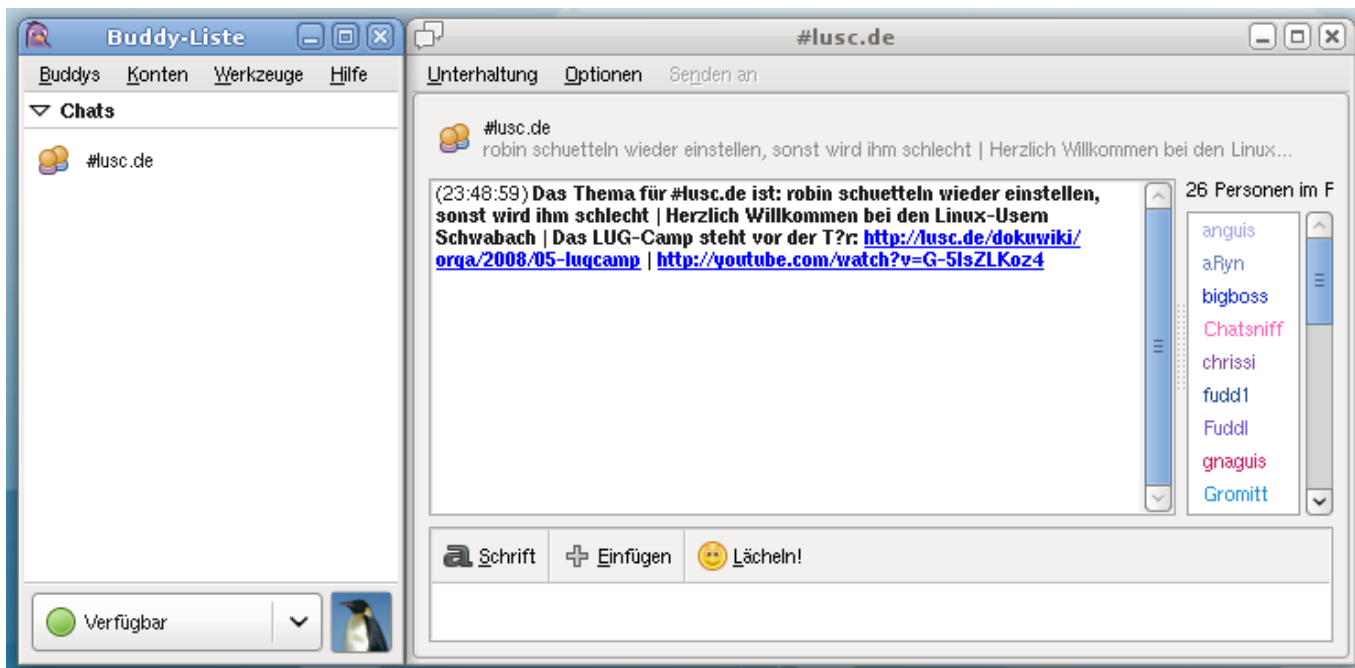 Buddy-Liste
Buddys Konten Werkzeuge Hilfe
Chats
#lusc.de
Verfügbar
#lusc.de
Unterhaltung Optionen Senden an
#lusc.de
robin schuetteln wieder einstellen, sonst wird ihm schlecht | Herzlich Willkommen bei den Linux...
(23:48:59) Das Thema für #lusc.de ist: robin schuetteln wieder einstellen,
sonst wird ihm schlecht | Herzlich Willkommen bei den Linux-Usern
Schwabach | Das LUG-Camp steht vor der T?r: http://lusc.de/dokuwiki/
orga/2008/05-lugcamp | http://youtube.com/watch?v=G-5IsZLKoz4
26 Personen im F
anguis
aRyn
bigboss
Chatsniff
chrissi
fudd1
Fuddl
gnaguis
Gromitt
Schrift Einfügen Lächeln!